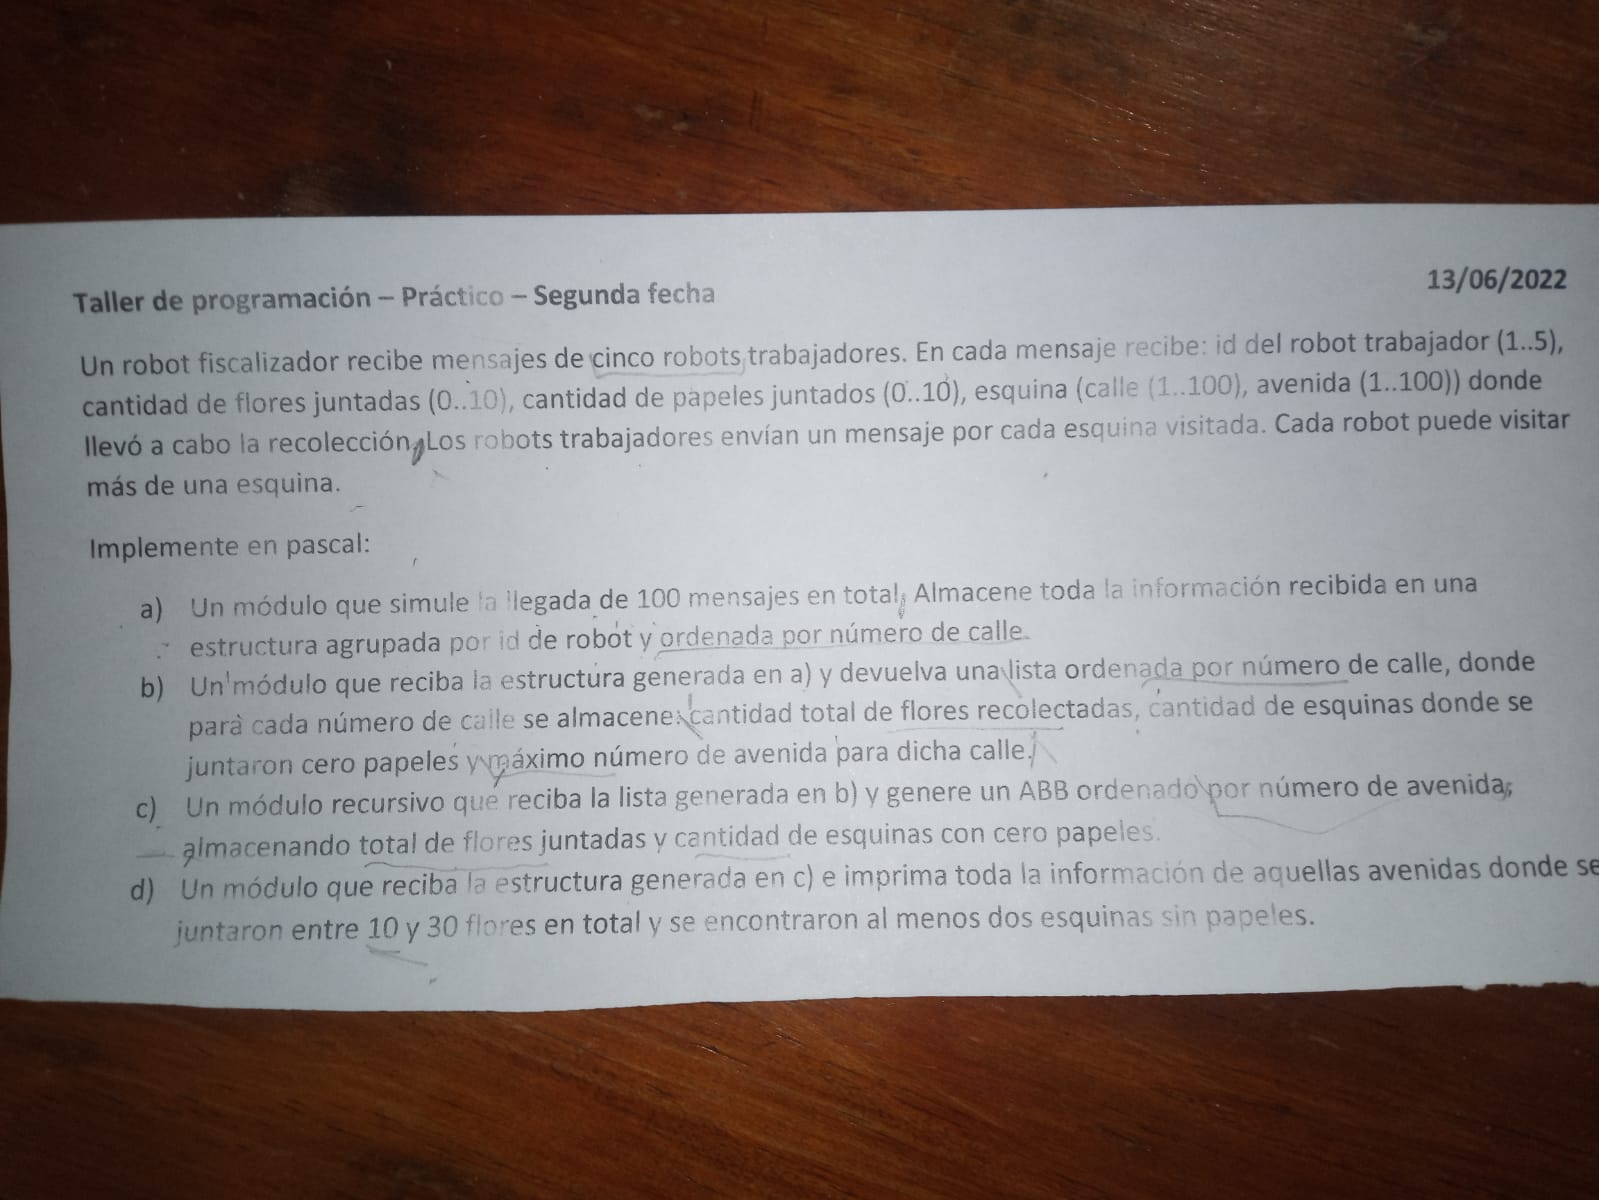 13/06/2022
Taller de programación – Práctico – Segunda fecha
Un robot fiscalizador recibe mensajes de cinco robots trabajadores. En cada mensaje recibe: id del robot trabajador (1..5),
cantidad de flores juntadas (0..10), cantidad de papeles juntados (0..10), esquina (calle (1..100), avenida (1..100)) donde
llevó a cabo la recolección. Los robots trabajadores envían un mensaje por cada esquina visitada. Cada robot puede visitar
más de una esquina.
Implemente en pascal:
a) Un módulo que simule la llegada de 100 mensajes en total. Almacene toda la información recibida en una
estructura agrupada por id de robot y ordenada por número de calle.
b) Un módulo que reciba la estructura generada en a) y devuelva una lista ordenada por número de calle, donde
para cada número de calle se almacene: cantidad total de flores recolectadas, cantidad de esquinas donde se
juntaron cero papeles y máximo número de avenida para dicha calle.
c) Un módulo recursivo que reciba la lista generada en b) y genere un ABB ordenado por número de avenida,
almacenando total de flores juntadas y cantidad de esquinas con cero papeles.
d) Un módulo que reciba la estructura generada en c) e imprima toda la información de aquellas avenidas donde se
juntaron entre 10 y 30 flores en total y se encontraron al menos dos esquinas sin papeles.